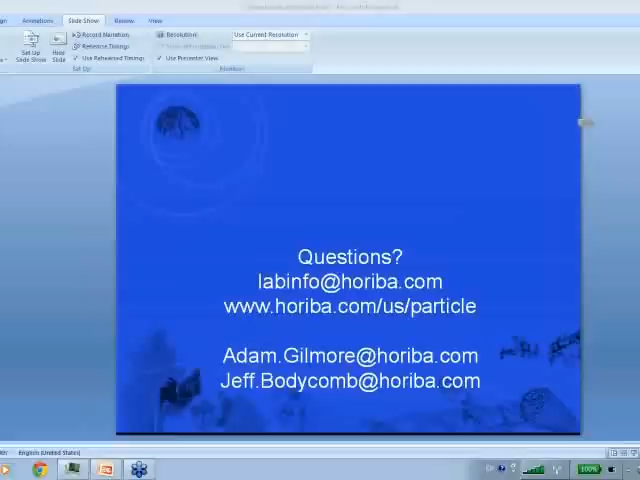 Animations Slide Show Review View
Record Narration
Resolution: Use Current Resolution
Rehearse Timings
Set Up Slide Show Hide Slide
Use Rehearsed Timings Use Presenter View
Set Up Monitors
Questions?
labinfo@horiba.com
www.horiba.com/us/particle
Adam.Gilmore@horiba.com
Jeff.Bodycomb@horiba.com
English (United States)
100%